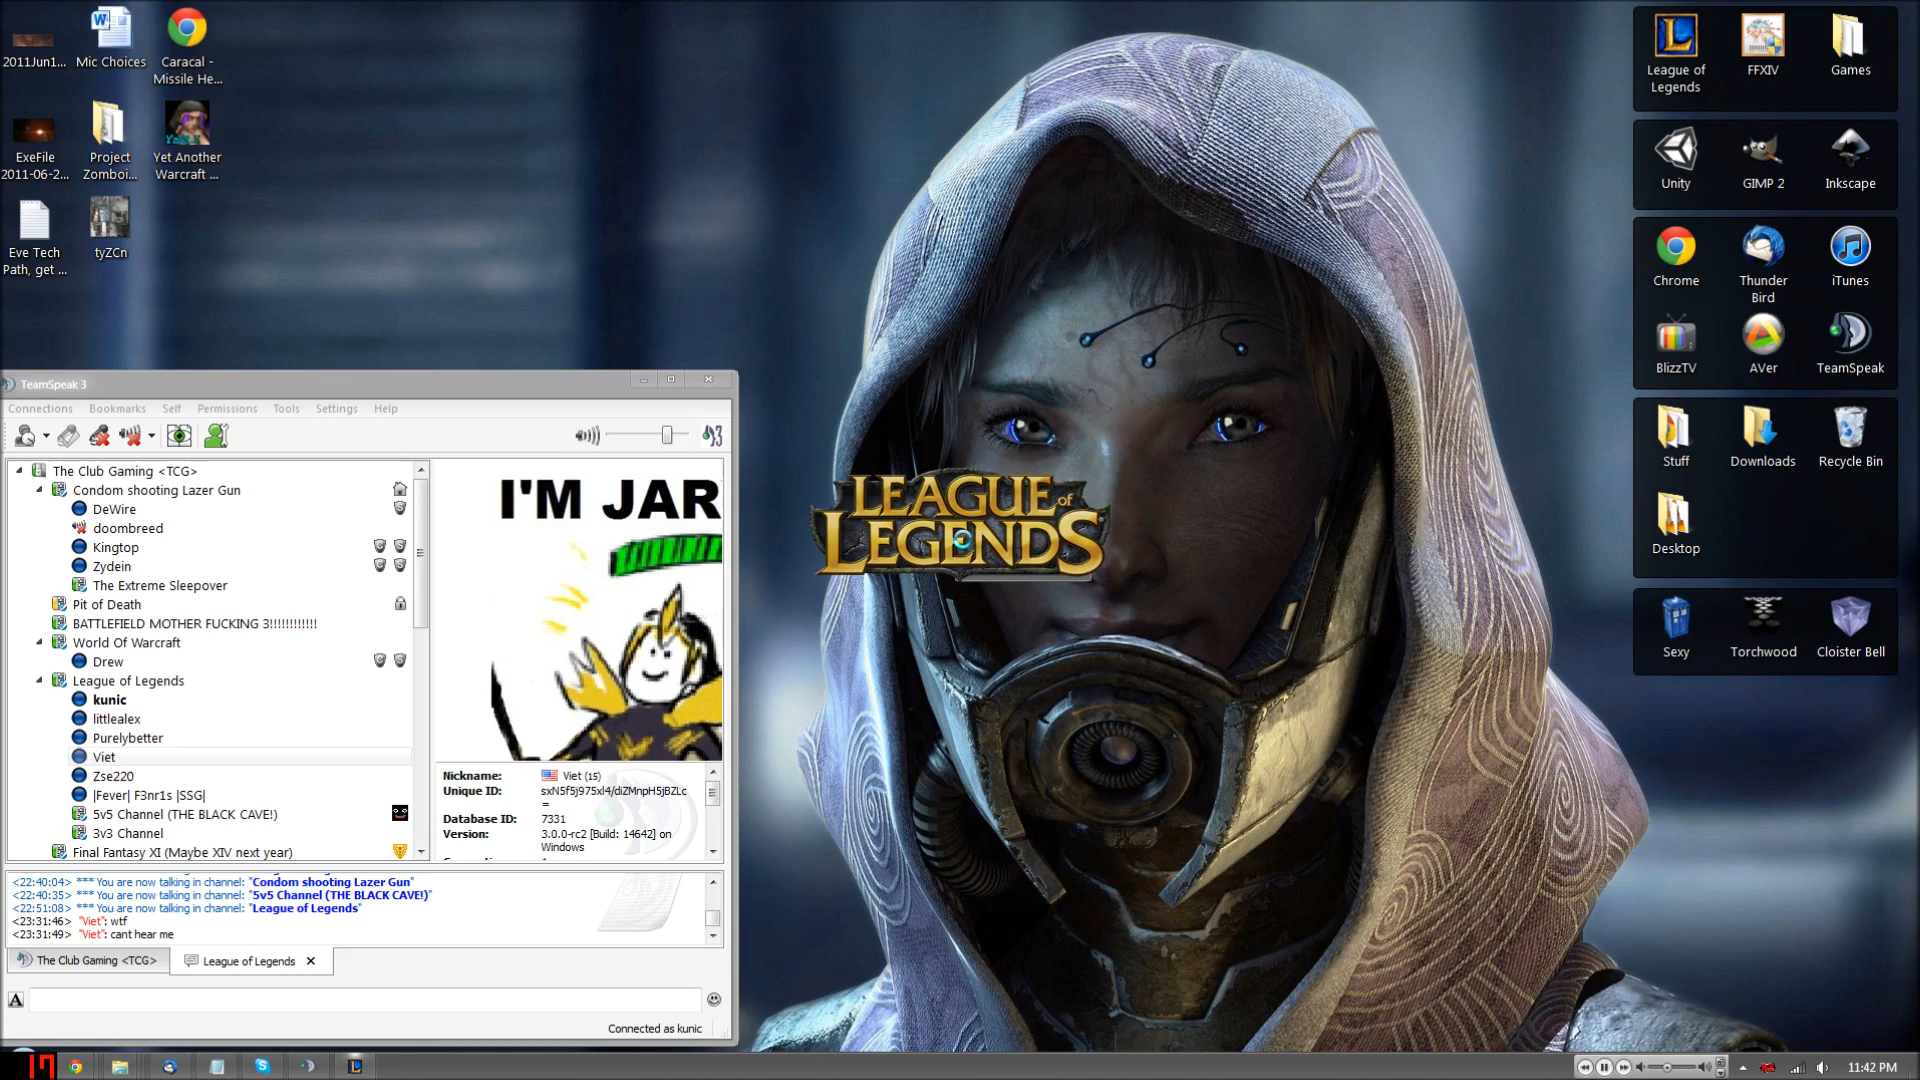 2011Jun1...
Mic Choices
Caracal -
Missile He...
ExeFile
2011-06-2...
Project
Zomboi...
Yet Another
Warcraft ...
Eve Tech
Path, get ...
tyZCn
League of
Legends
FFXIV
Games
Unity
GIMP 2
Inkscape
Chrome
Thunder
Bird
iTunes
BlizzTV
AVer
TeamSpeak
Stuff
Downloads
Recycle Bin
Desktop
Sexy
Torchwood
Cloister Bell
LEAGUE of
LEGENDS
TeamSpeak 3
Connections Bookmarks Self Permissions Tools Settings Help
The Club Gaming <TCG>
Condom shooting Lazer Gun
DeWire
doombreed
Kingtop
Zydein
The Extreme Sleepover
Pit of Death
BATTLEFIELD MOTHER FUCKING 3!!!!!!!!!!!!
World Of Warcraft
Drew
League of Legends
kunic
littlealex
Purelybetter
Viet
Zse220
|Fever| F3nr1s |SSG|
5v5 Channel (THE BLACK CAVE!)
3v3 Channel
Final Fantasy XI (Maybe XIV next year)
I'M JAR
Nickname: Viet (15)
Unique ID: sxN5f5j975xl4/diZMnpH5jBZLc
=
Database ID: 7331
Version: 3.0.0-rc2 [Build: 14642] on
Windows
<22:40:04> *** You are now talking in channel: "Condom shooting Lazer Gun"
<22:40:35> *** You are now talking in channel: "5v5 Channel (THE BLACK CAVE!)"
<22:51:08> *** You are now talking in channel: "League of Legends"
<23:31:46> "Viet": wtf
<23:31:49> "Viet": cant hear me
The Club Gaming <TCG>
League of Legends
Connected as kunic
11:42 PM